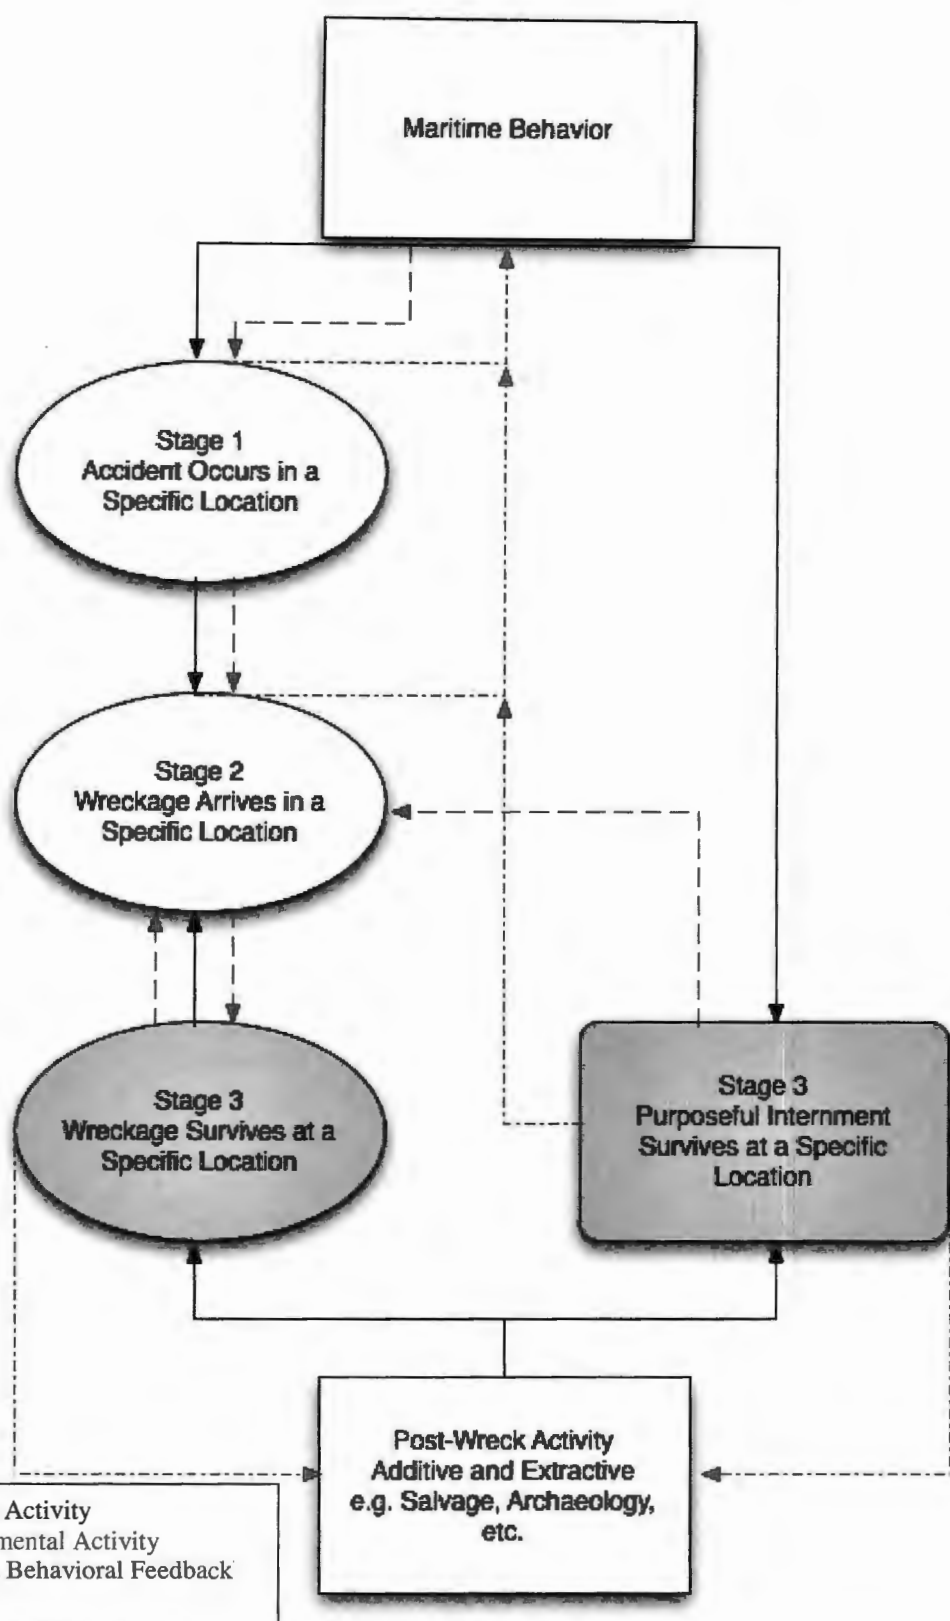 Maritime Behavior
Stage 1
Accident Occurs in a
Specific Location
Stage 2
Wreckage Arrives in a
Specific Location
Stage 3
Wreckage Survives at a
Specific Location
Stage 3
Purposeful Internment
Survives at a Specific
Location
Post-Wreck Activity
Additive and Extractive
e.g. Salvage, Archaeology,
etc.
Activity
mental Activity
Behavioral Feedback